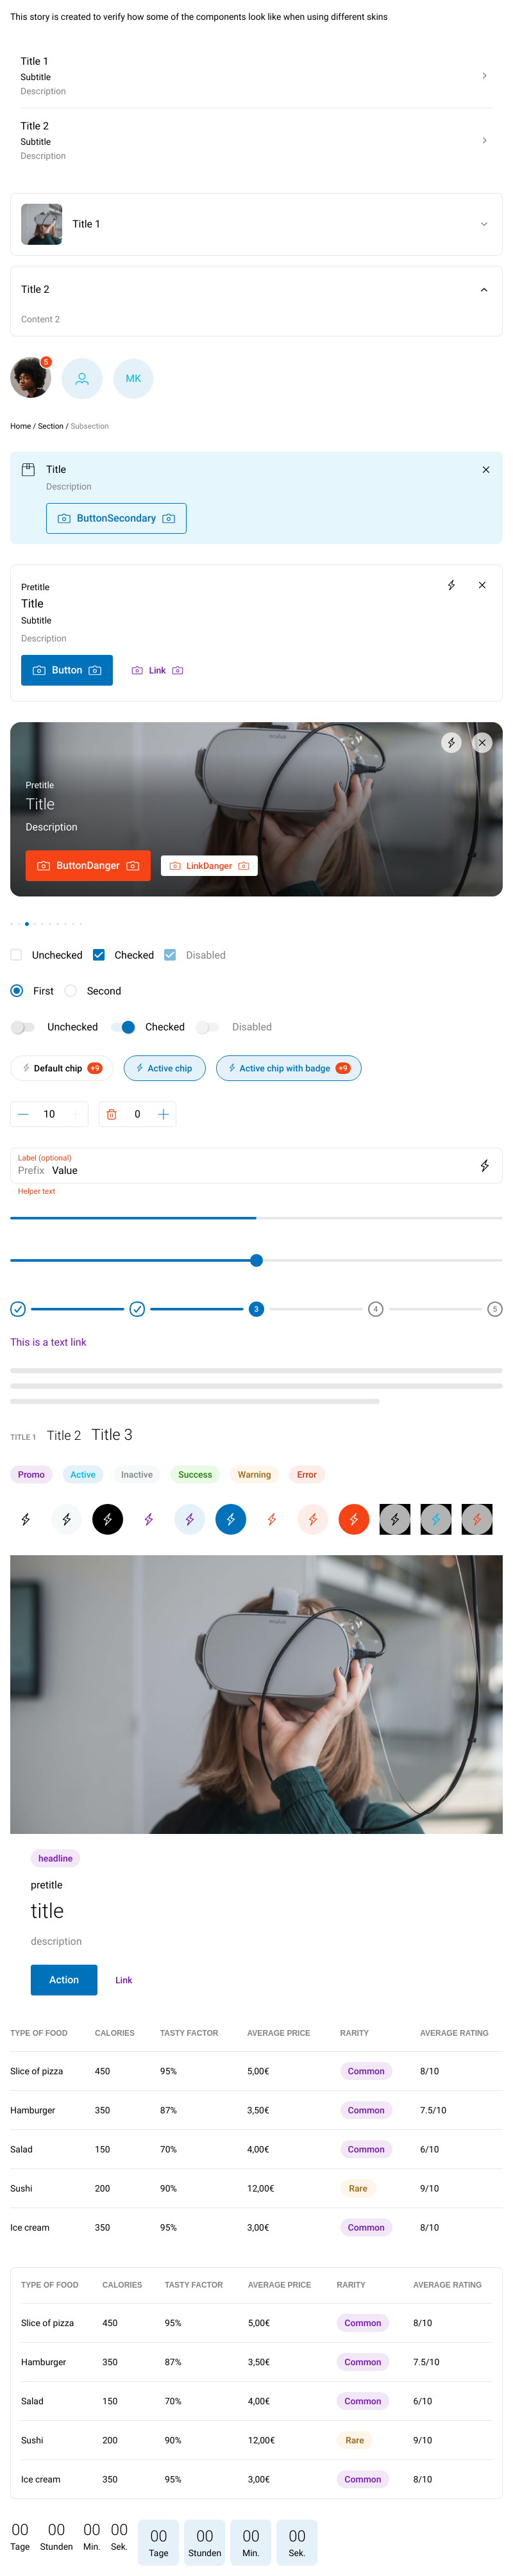 This story is created to verify how some of the components look like when using different skins
Title 1
Subtitle
Description
Title 2
Subtitle
Description
Title 1
Title 2
Content 2
5
MK
Home / Section / Subsection
Title
Description
ButtonSecondary
Pretitle
Title
Subtitle
Description
Button Link
oculus
Pretitle
Title
Description
ButtonDanger LinkDanger
Unchecked Checked Disabled
First Second
Unchecked Checked Disabled
Default chip +9 Active chip Active chip with badge +9
10 0
Label (optional)
Prefix Value
Helper text
3 4 5
This is a text link
TITLE 1 Title 2 Title 3
Promo Active Inactive Success Warning Error
oculus
headline
pretitle
title
description
Action Link
TYPE OF FOOD CALORIES TASTY FACTOR AVERAGE PRICE RARITY AVERAGE RATING
Slice of pizza 450 95% 5,00€ Common 8/10
Hamburger 350 87% 3,50€ Common 7.5/10
Salad 150 70% 4,00€ Common 6/10
Sushi 200 90% 12,00€ Rare 9/10
Ice cream 350 95% 3,00€ Common 8/10
TYPE OF FOOD CALORIES TASTY FACTOR AVERAGE PRICE RARITY AVERAGE RATING
Slice of pizza 450 95% 5,00€ Common 8/10
Hamburger 350 87% 3,50€ Common 7.5/10
Salad 150 70% 4,00€ Common 6/10
Sushi 200 90% 12,00€ Rare 9/10
Ice cream 350 95% 3,00€ Common 8/10
00 00 00 00 00 00 00 00
Tage Stunden Min. Sek. Tage Stunden Min. Sek.